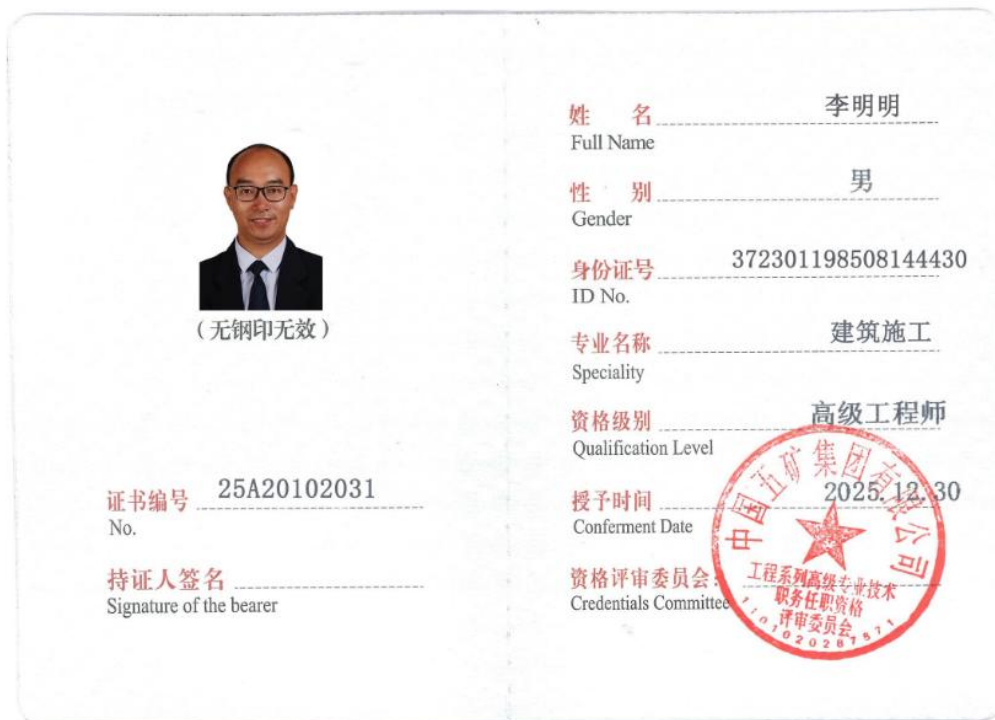 （无钢印无效）
证书编号 25A20102031
No.
持证人签名
Signature of the bearer
姓 名 李明明
Full Name
性 别 男
Gender
身份证号 372301198508144430
ID No.
专业名称 建筑施工
Speciality
资格级别 高级工程师
Qualification Level
授予时间 2025.12.30
Conferment Date
资格评审委员会：
Credentials Committee
中国五矿集团有限公司
工程系列高级专业技术
职务任职资格
评审委员会
1101020287571